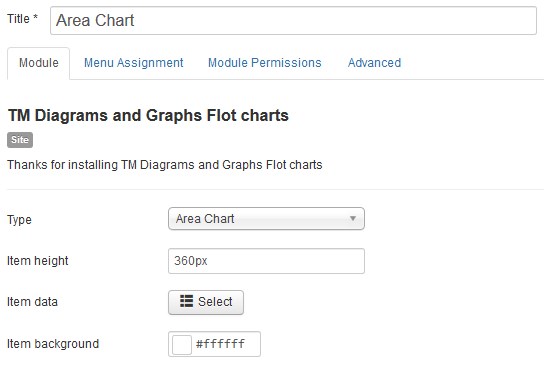 Title * Area Chart
Module Menu Assignment Module Permissions Advanced
TM Diagrams and Graphs Flot charts
Site
Thanks for installing TM Diagrams and Graphs Flot charts
Type Area Chart
Item height 360px
Item data Select
Item background #ffffff